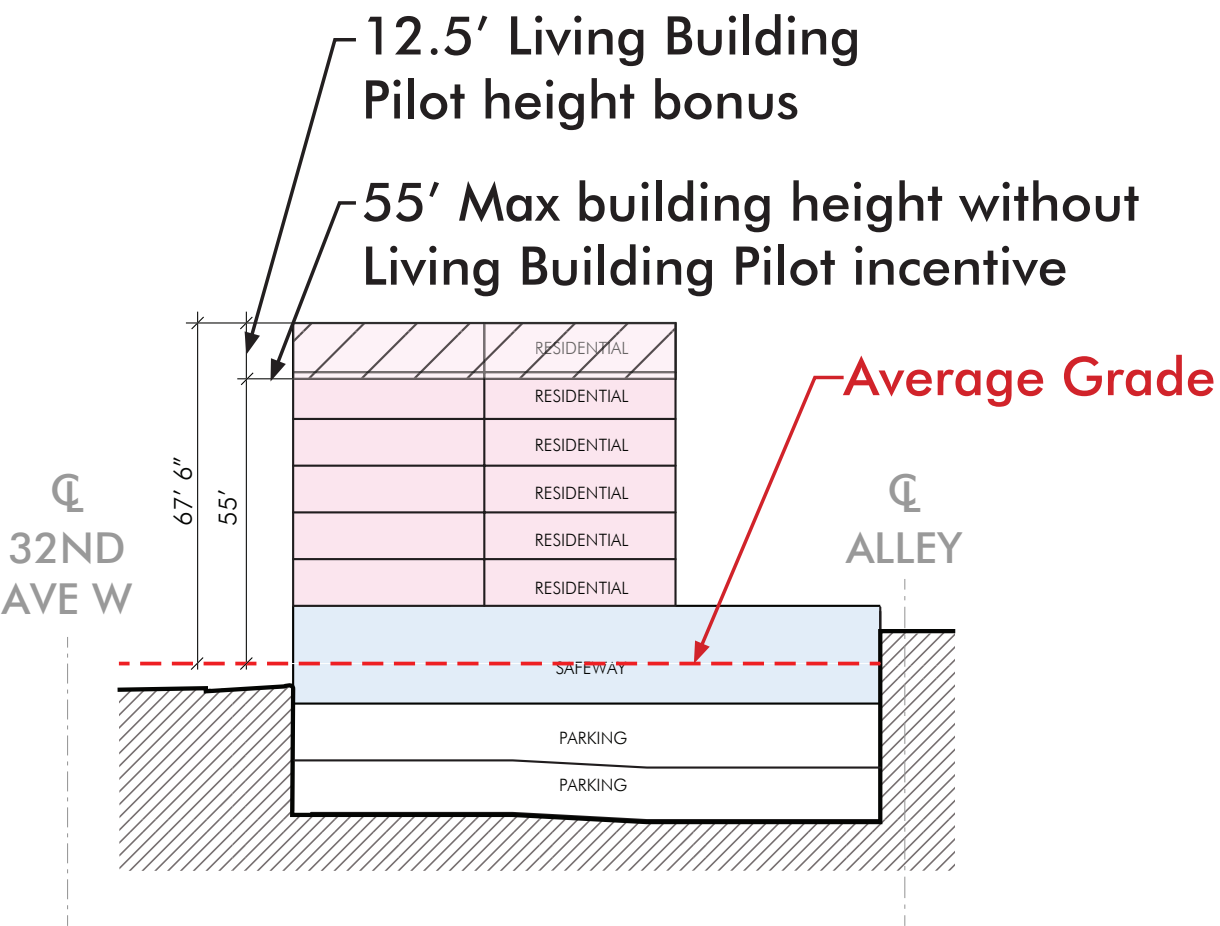 12.5’ Living Building
Pilot height bonus
55’ Max building height without
Living Building Pilot incentive
RESIDENTIAL
Average Grade
RESIDENTIAL
RESIDENTIAL
67’ 6”
55’
RESIDENTIAL
℄
32ND
AVE W
℄
ALLEY
RESIDENTIAL
RESIDENTIAL
SAFEWAY
PARKING
PARKING